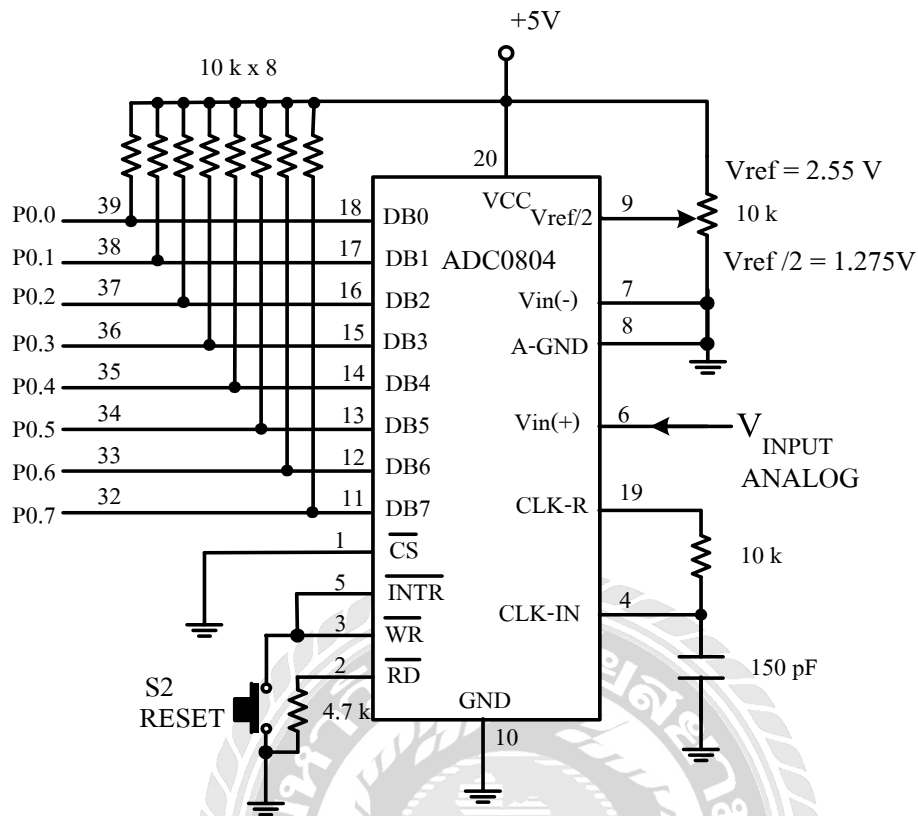 +5V
10 k x 8
20
VCC
Vref = 2.55 V
P0.0 39 18 DB0 Vref/2 9 10 k
P0.1 38 17 DB1 ADC0804
Vref /2 = 1.275V
P0.2 37 16 DB2 Vin(-) 7
P0.3 36 15 DB3 A-GND 8
P0.4 35 14 DB4
P0.5 34 13 DB5 Vin(+) 6 V INPUT
ANALOG
P0.6 33 12 DB6
P0.7 32 11 DB7 CLK-R 19
1 CS 10 k
5 INTR
3 WR CLK-IN 4
2 RD 150 pF
S2
RESET
4.7 k
GND
10